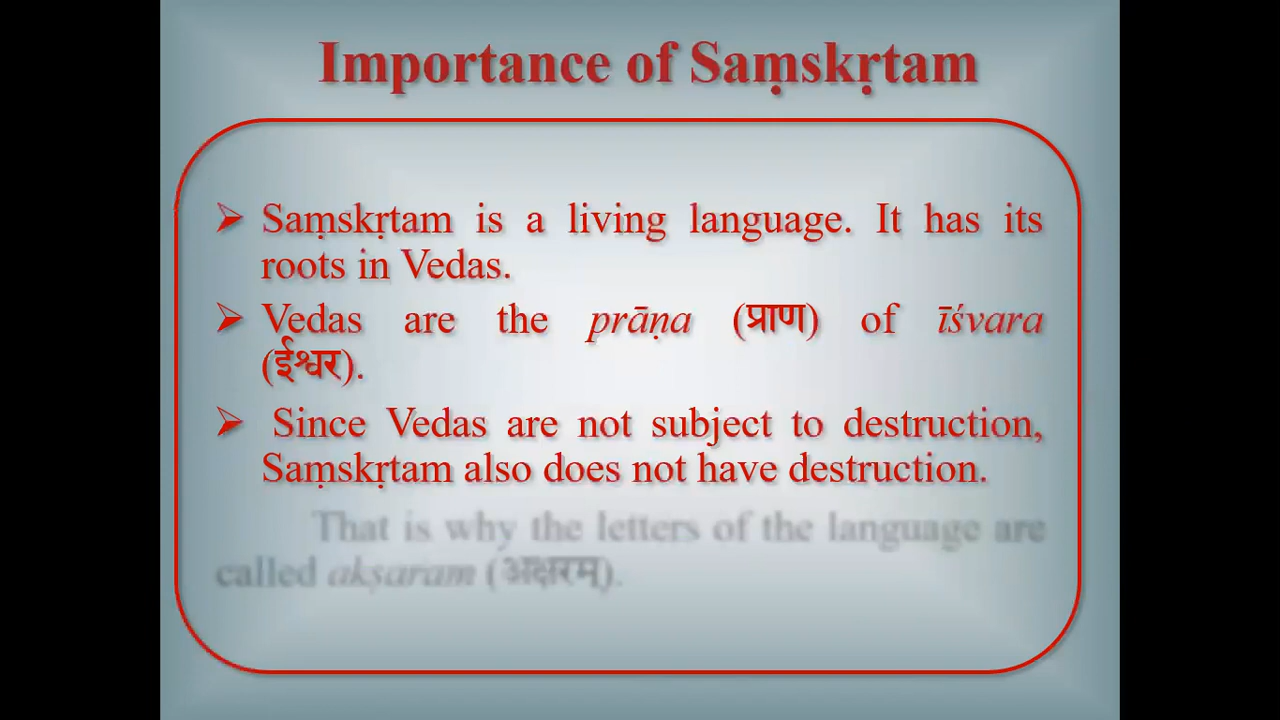 Importance of Saṃskṛtam
Saṃskṛtam is a living language. It has its
roots in Vedas.
Vedas are the prāṇa (प्राण) of īśvara
(ईश्वर).
Since Vedas are not subject to destruction,
Saṃskṛtam also does not have destruction.
That is why the letters of the language are
called akṣaram (अक्षरम्).